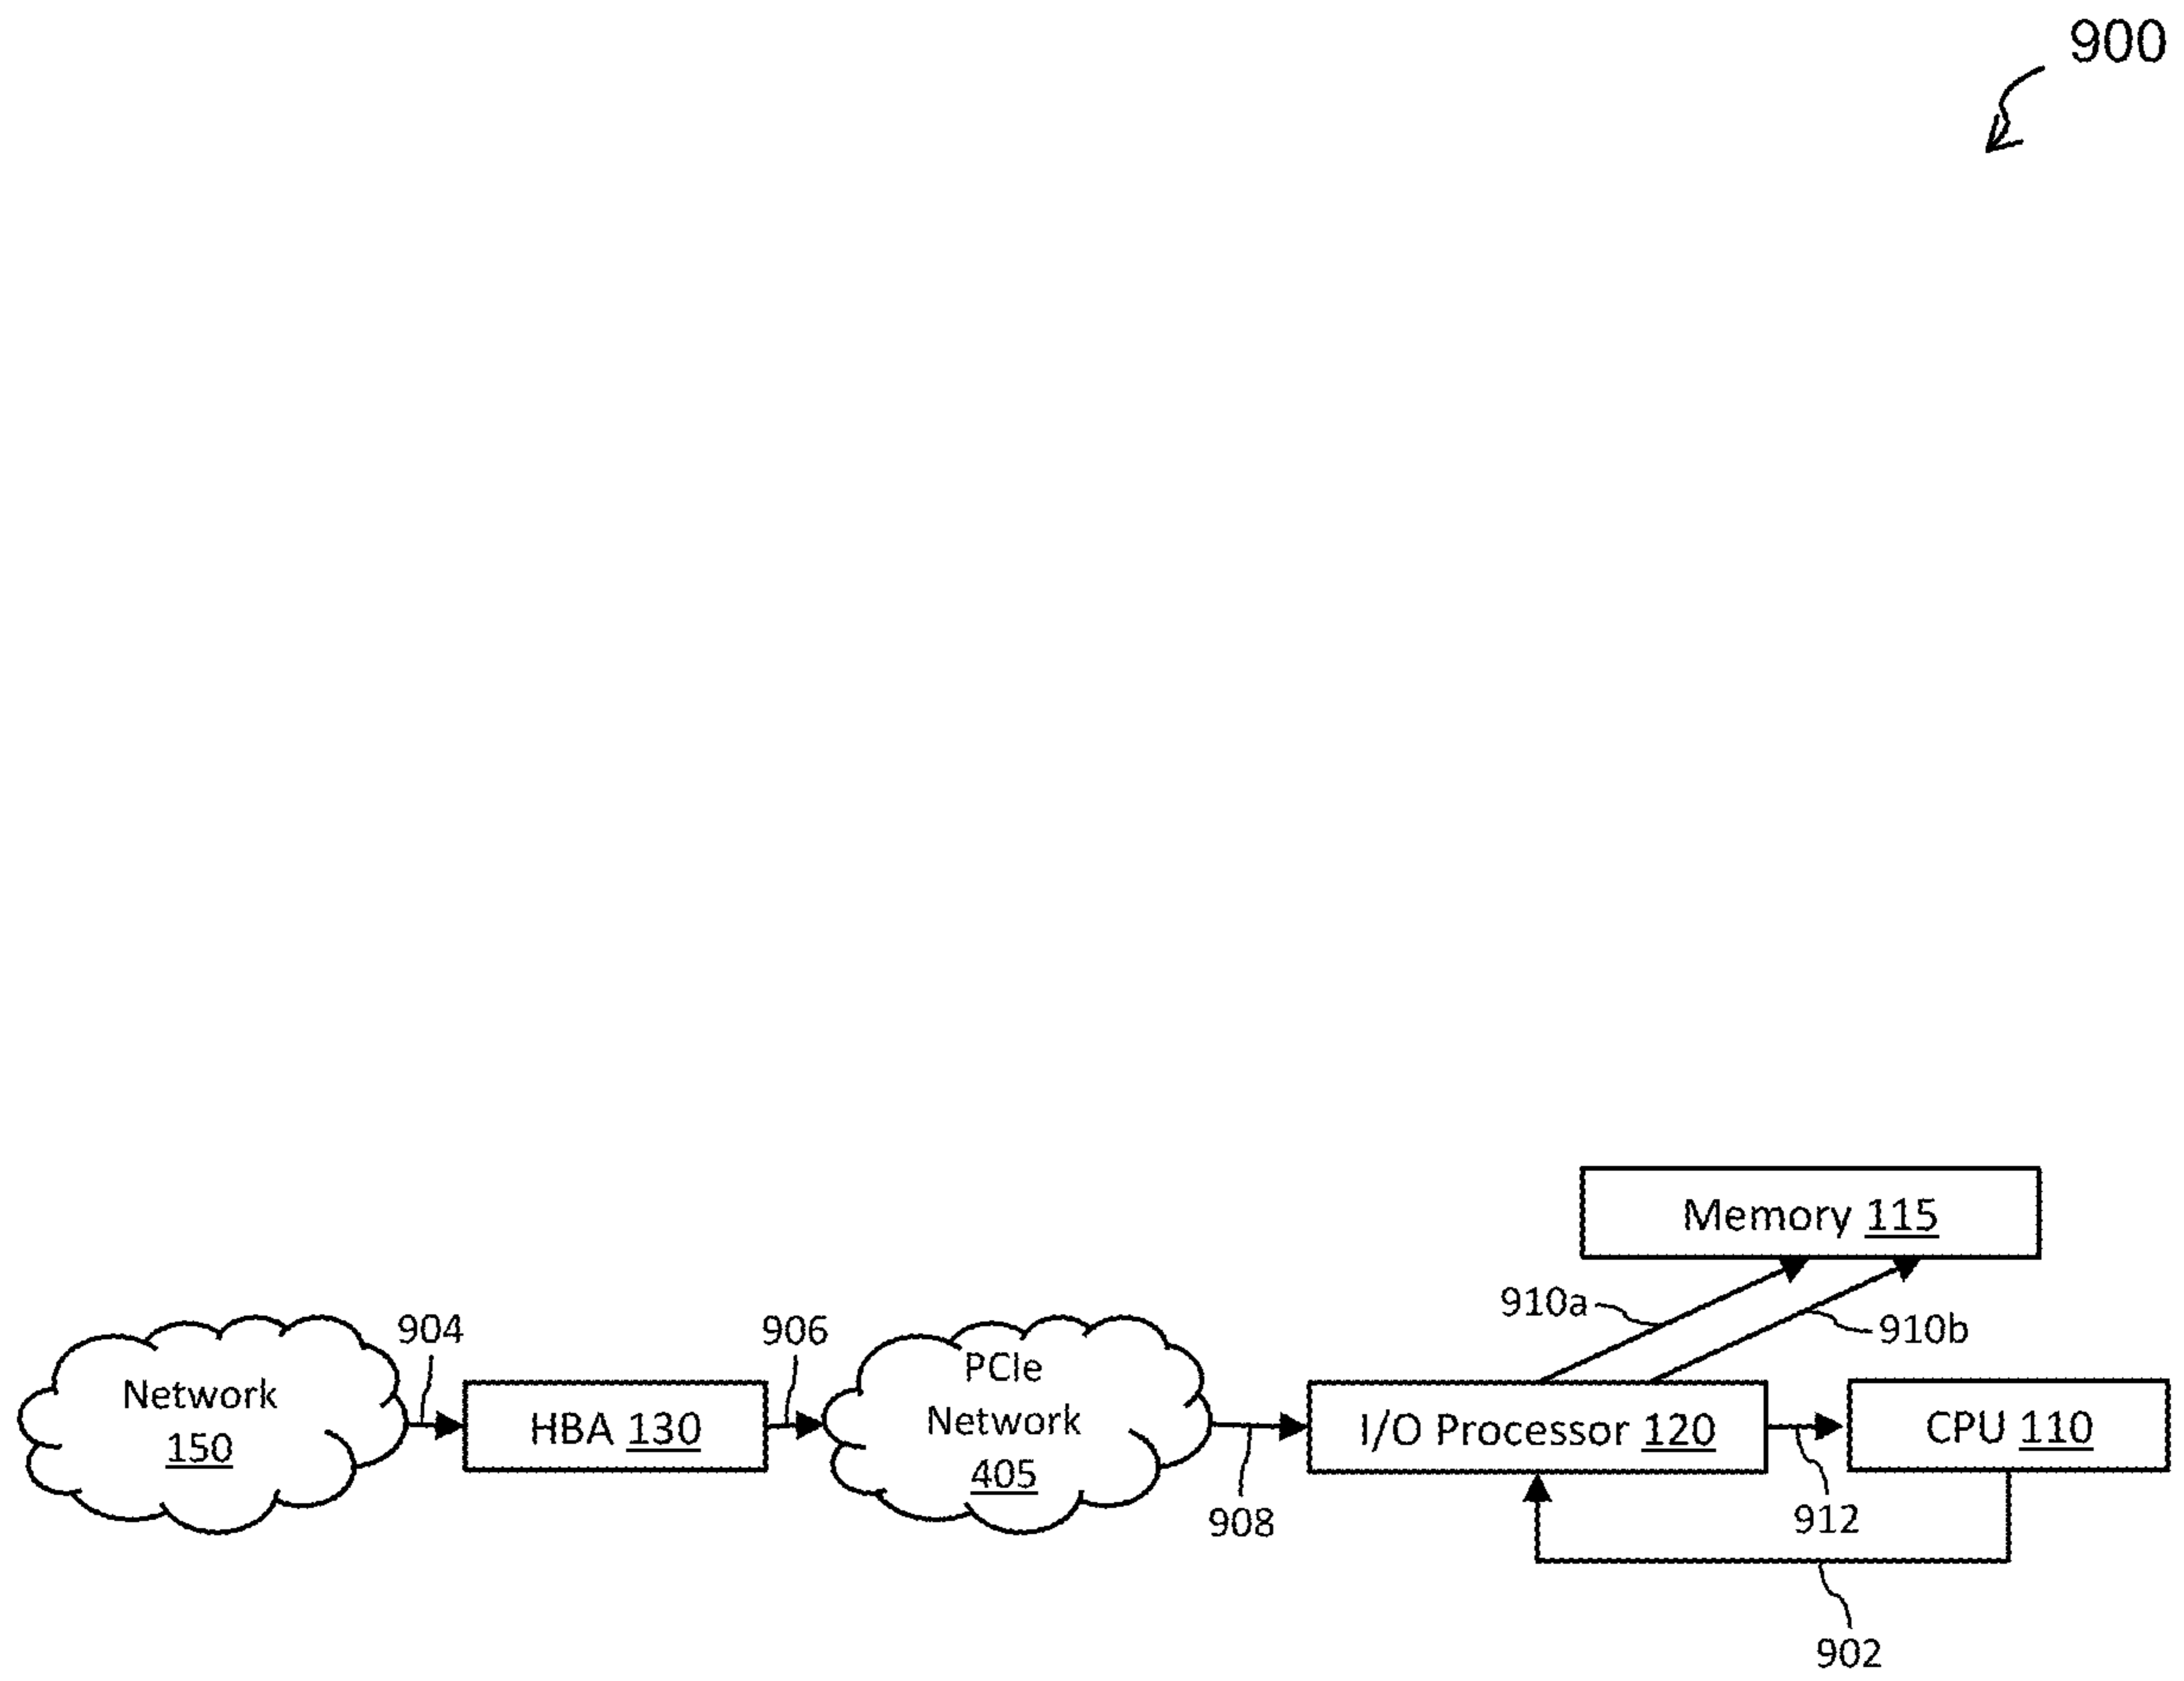 900
Memory 115
910a
910b
904
906
Network
150
HBA 130
PCIe
Network
405
I/O Processor 120
CPU 110
908
912
902